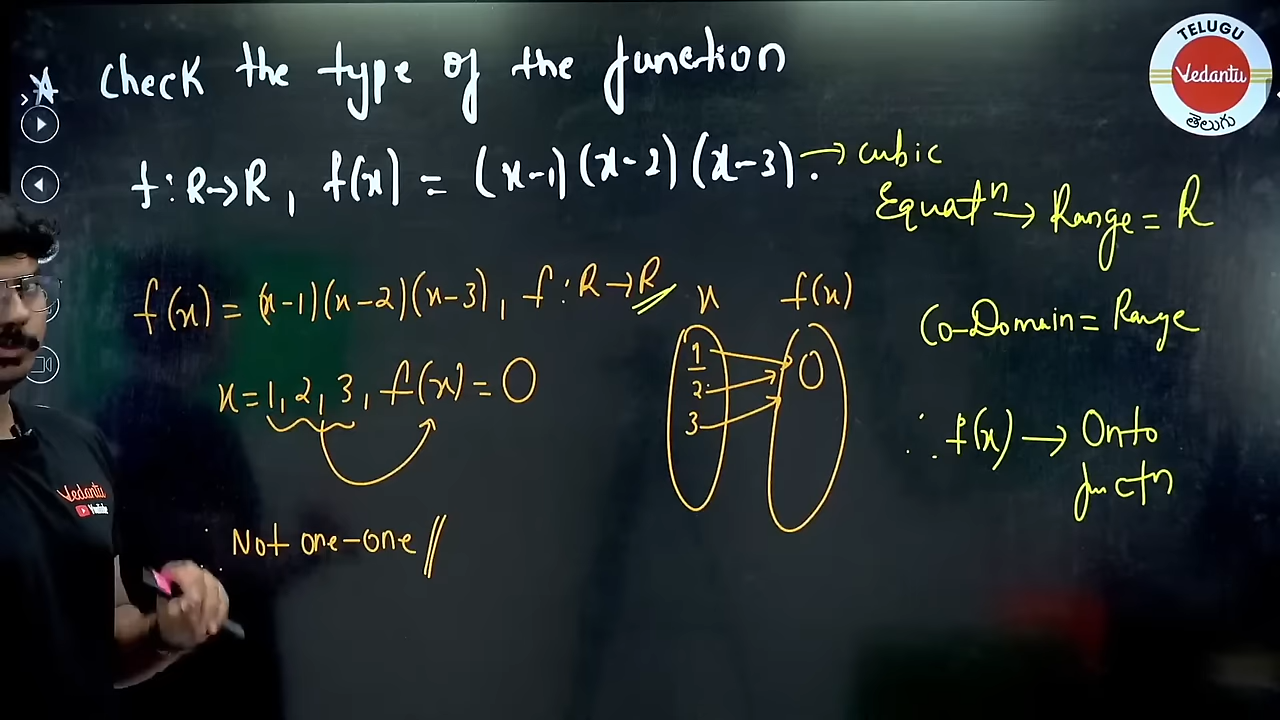 Check the type of the function
f : R→R , f(x) = (x-1)(x-2)(x-3).
→ cubic
Equatⁿ → Range = R
f(x) = (x-1)(x-2)(x-3) , f : R→R
x = 1, 2, 3, f(x) = 0
∴ Not one-one //
x f(x)
1 0
2
3
Co-Domain = Range
∴ f(x) → Onto
functn
TELUGU
Vedantu
తెలుగు
Vedantu
YouTube